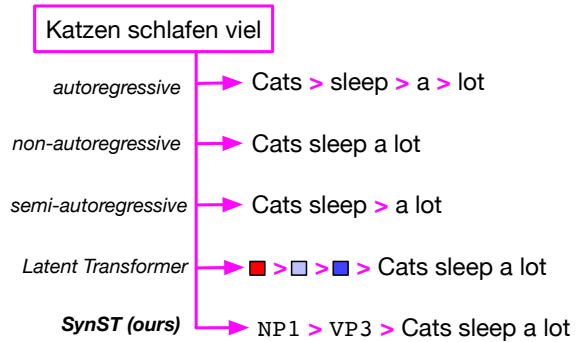 Katzen schlafen viel
autoregressive Cats > sleep > a > lot
non-autoregressive Cats sleep a lot
semi-autoregressive Cats sleep > a lot
Latent Transformer > > > Cats sleep a lot
SynST (ours) NP1 > VP3 > Cats sleep a lot